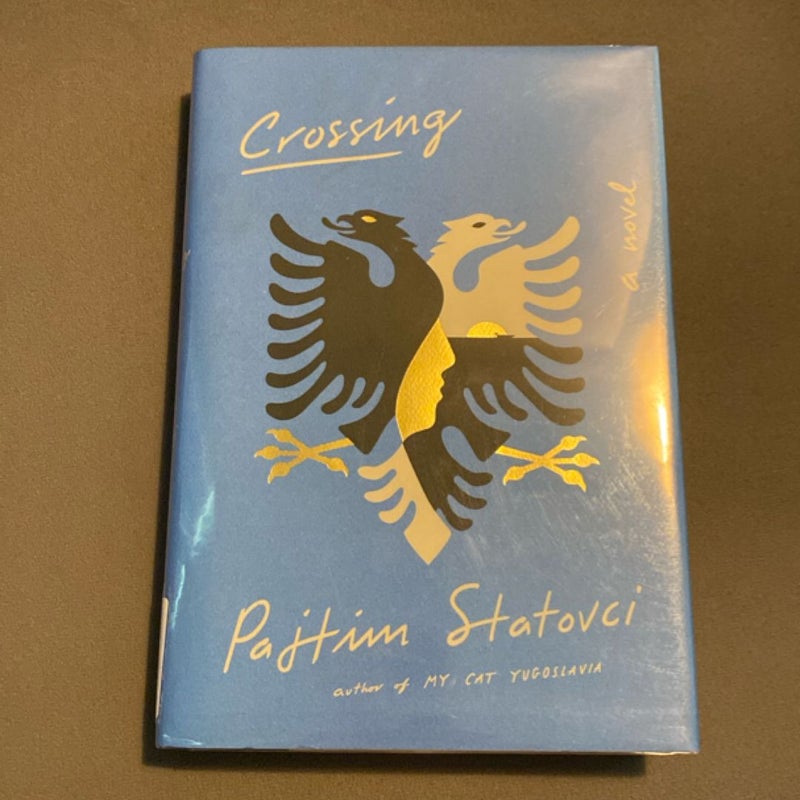 Crossing
a novel
Pajtim Statovci
author of MY CAT YUGOSLAVIA